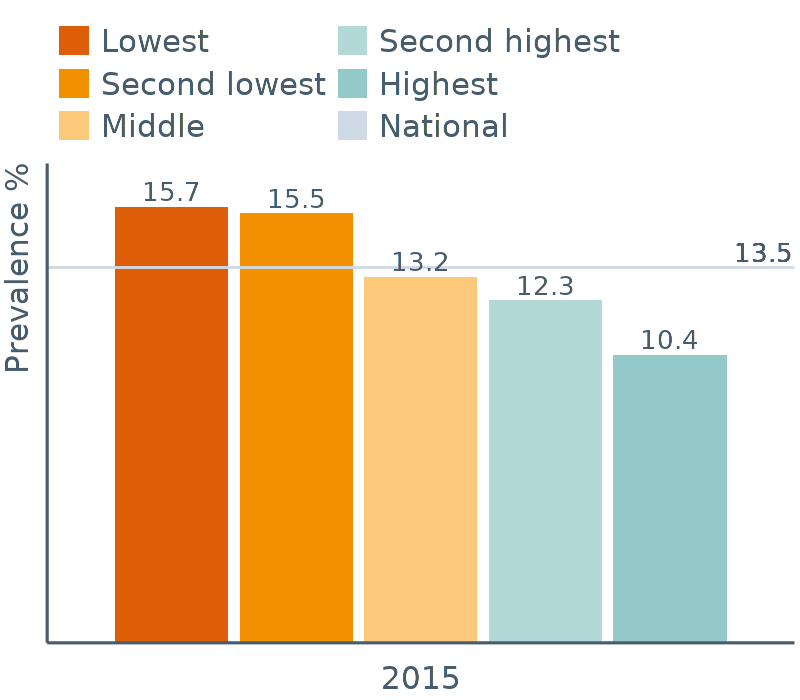 Lowest
Second lowest
Middle
Second highest
Highest
National
Prevalence %
15.7
15.5
13.2
12.3
10.4
13.5
2015